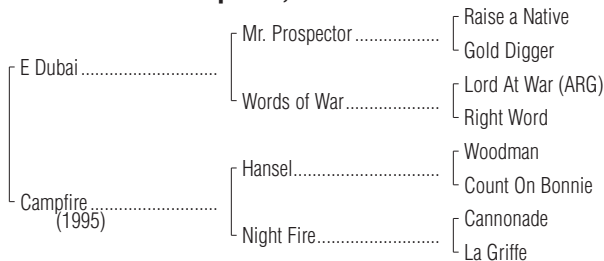 Raise a Native
Mr. Prospector ..................
Gold Digger
E Dubai .............................
Lord At War (ARG)
Words of War....................
Right Word
Woodman
Hansel...............................
Count On Bonnie
Campfire ...........................
(1995)
Cannonade
Night Fire..........................
La Griffe